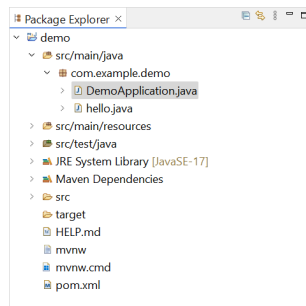 Package Explorer
demo
src/main/java
com.example.demo
DemoApplication.java
hello.java
src/main/resources
src/test/java
JRE System Library [JavaSE-17]
Maven Dependencies
src
target
HELP.md
mvnw
mvnw.cmd
pom.xml